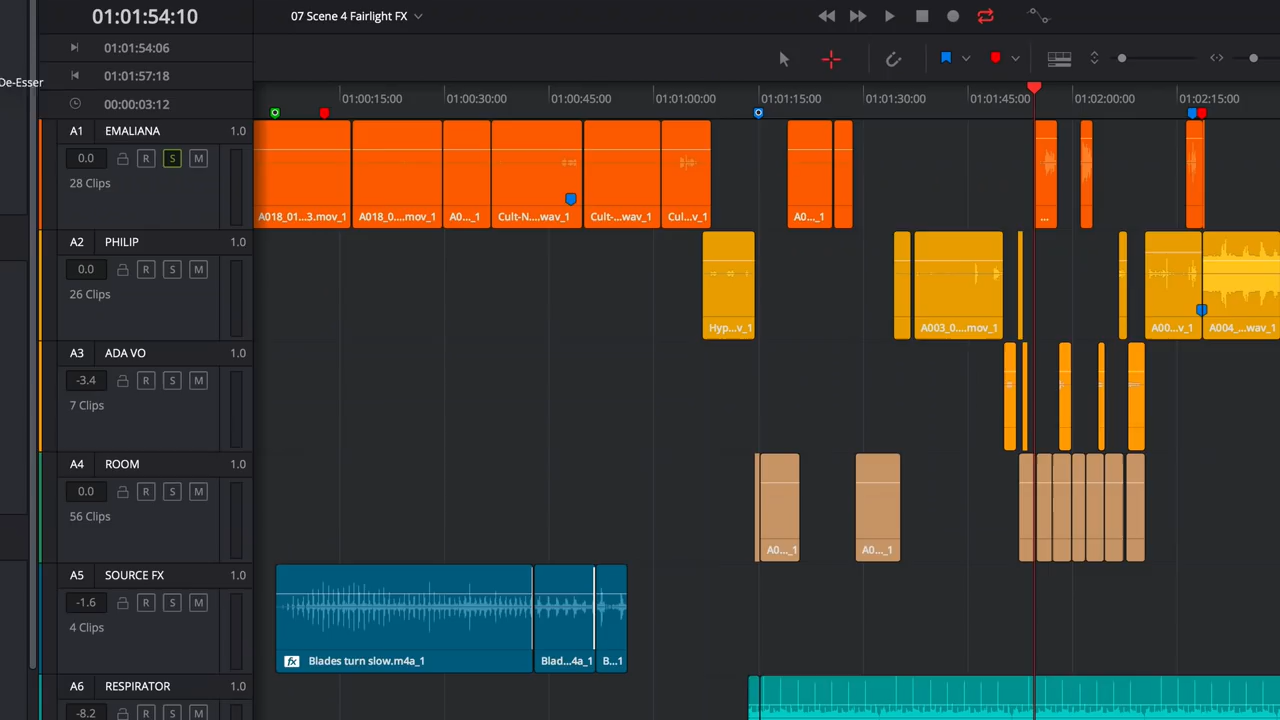 01:01:54:10
07 Scene 4 Fairlight FX
01:01:54:06
01:01:57:18
De-Esser
00:00:03:12
01:00:15:00 01:00:30:00 01:00:45:00 01:01:00:00 01:01:15:00 01:01:30:00 01:01:45:00 01:02:00:00 01:02:15:00
A1 EMALIANA 1.0
0.0 R S M
28 Clips
A018_01...3.mov_1 A018_0....mov_1 A0..._1 Cult-N....wav_1 Cult-...wav_1 Cul...v_1 A0..._1 ...
A2 PHILIP 1.0
0.0 R S M
26 Clips
Hyp...v_1 A003_0....mov_1 A00...v_1 A004_...wav_1
A3 ADA VO 1.0
-3.4 R S M
7 Clips
A4 ROOM 1.0
0.0 R S M
56 Clips
A0..._1 A0..._1
A5 SOURCE FX 1.0
-1.6 R S M
4 Clips
fx Blades turn slow.m4a_1 Blad...4a_1 B...1
A6 RESPIRATOR 1.0
-8.2 R S M